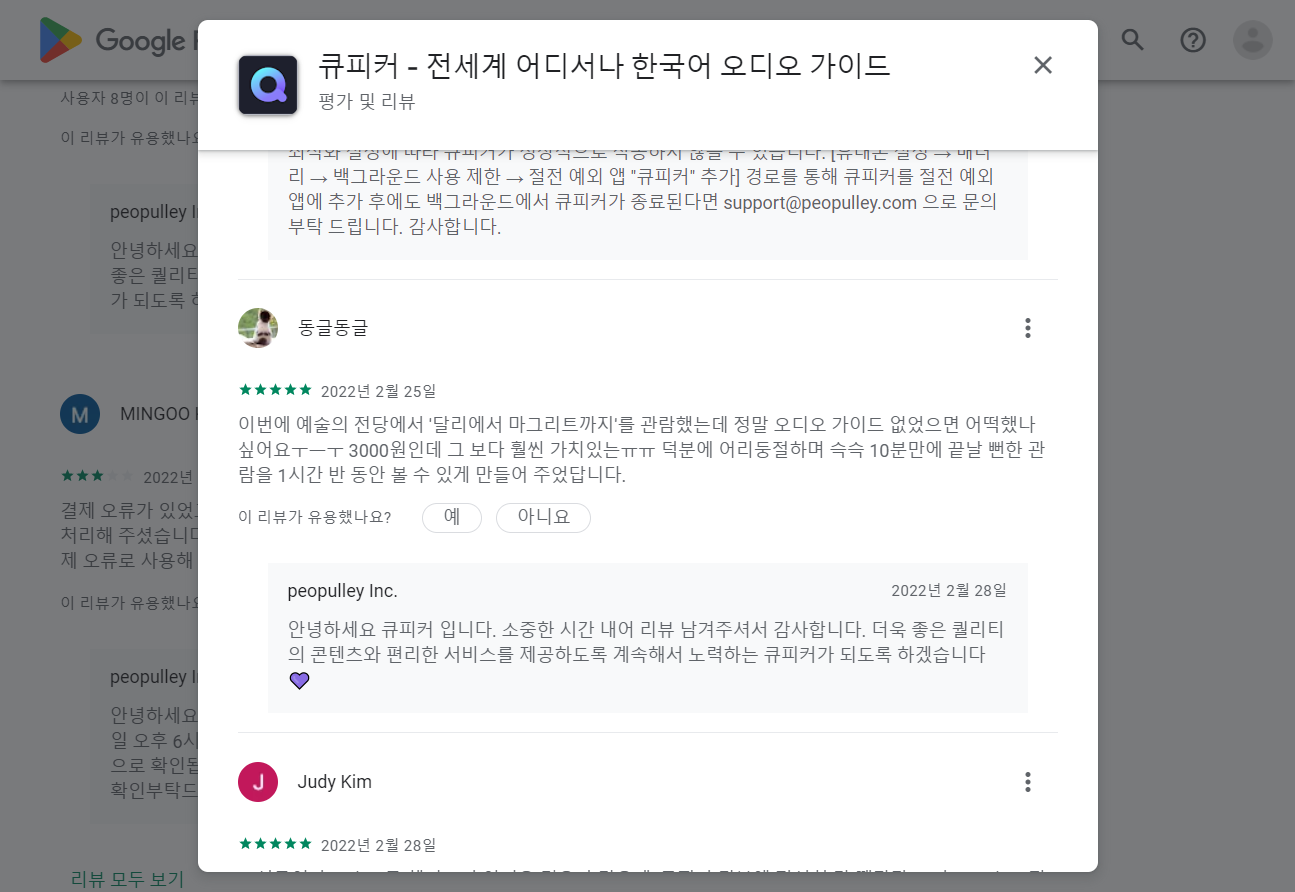 Google
큐피커 - 전세계 어디서나 한국어 오디오 가이드
평가 및 리뷰
최적화 설정에 따라 큐피커가 정상적으로 작동하지 않을 수 있습니다. [휴대폰 설정 → 배터
리 → 백그라운드 사용 제한 → 절전 예외 앱 "큐피커" 추가] 경로를 통해 큐피커를 절전 예외
앱에 추가 후에도 백그라운드에서 큐피커가 종료된다면 support@peopulley.com 으로 문의
부탁 드립니다. 감사합니다.
동글동글
2022년 2월 25일
이번에 예술의 전당에서 '달리에서 마그리트까지'를 관람했는데 정말 오디오 가이드 없었으면 어떡했나
싶어요ㅜㅡㅜ 3000원인데 그 보다 훨씬 가치있는ㅠㅠ 덕분에 어리둥절하며 슥슥 10분만에 끝날 뻔한 관
람을 1시간 반 동안 볼 수 있게 만들어 주었답니다.
이 리뷰가 유용했나요?
예
아니요
peopulley Inc.
2022년 2월 28일
안녕하세요 큐피커 입니다. 소중한 시간 내어 리뷰 남겨주셔서 감사합니다. 더욱 좋은 퀄리티
의 콘텐츠와 편리한 서비스를 제공하도록 계속해서 노력하는 큐피커가 되도록 하겠습니다
💜
J
Judy Kim
2022년 2월 28일
사용자 8명이 이 리뷰
이 리뷰가 유용했나요
peopulley
안녕하세요
좋은 퀄리티
가 되도록
M
MINGOO
2022년
결제 오류가 있었
처리해 주셨습니다
제 오류로 사용해
이 리뷰가 유용했나요
peopulley
안녕하세요
일 오후 6시
으로 확인됩
확인부탁드
리뷰 모두 보기